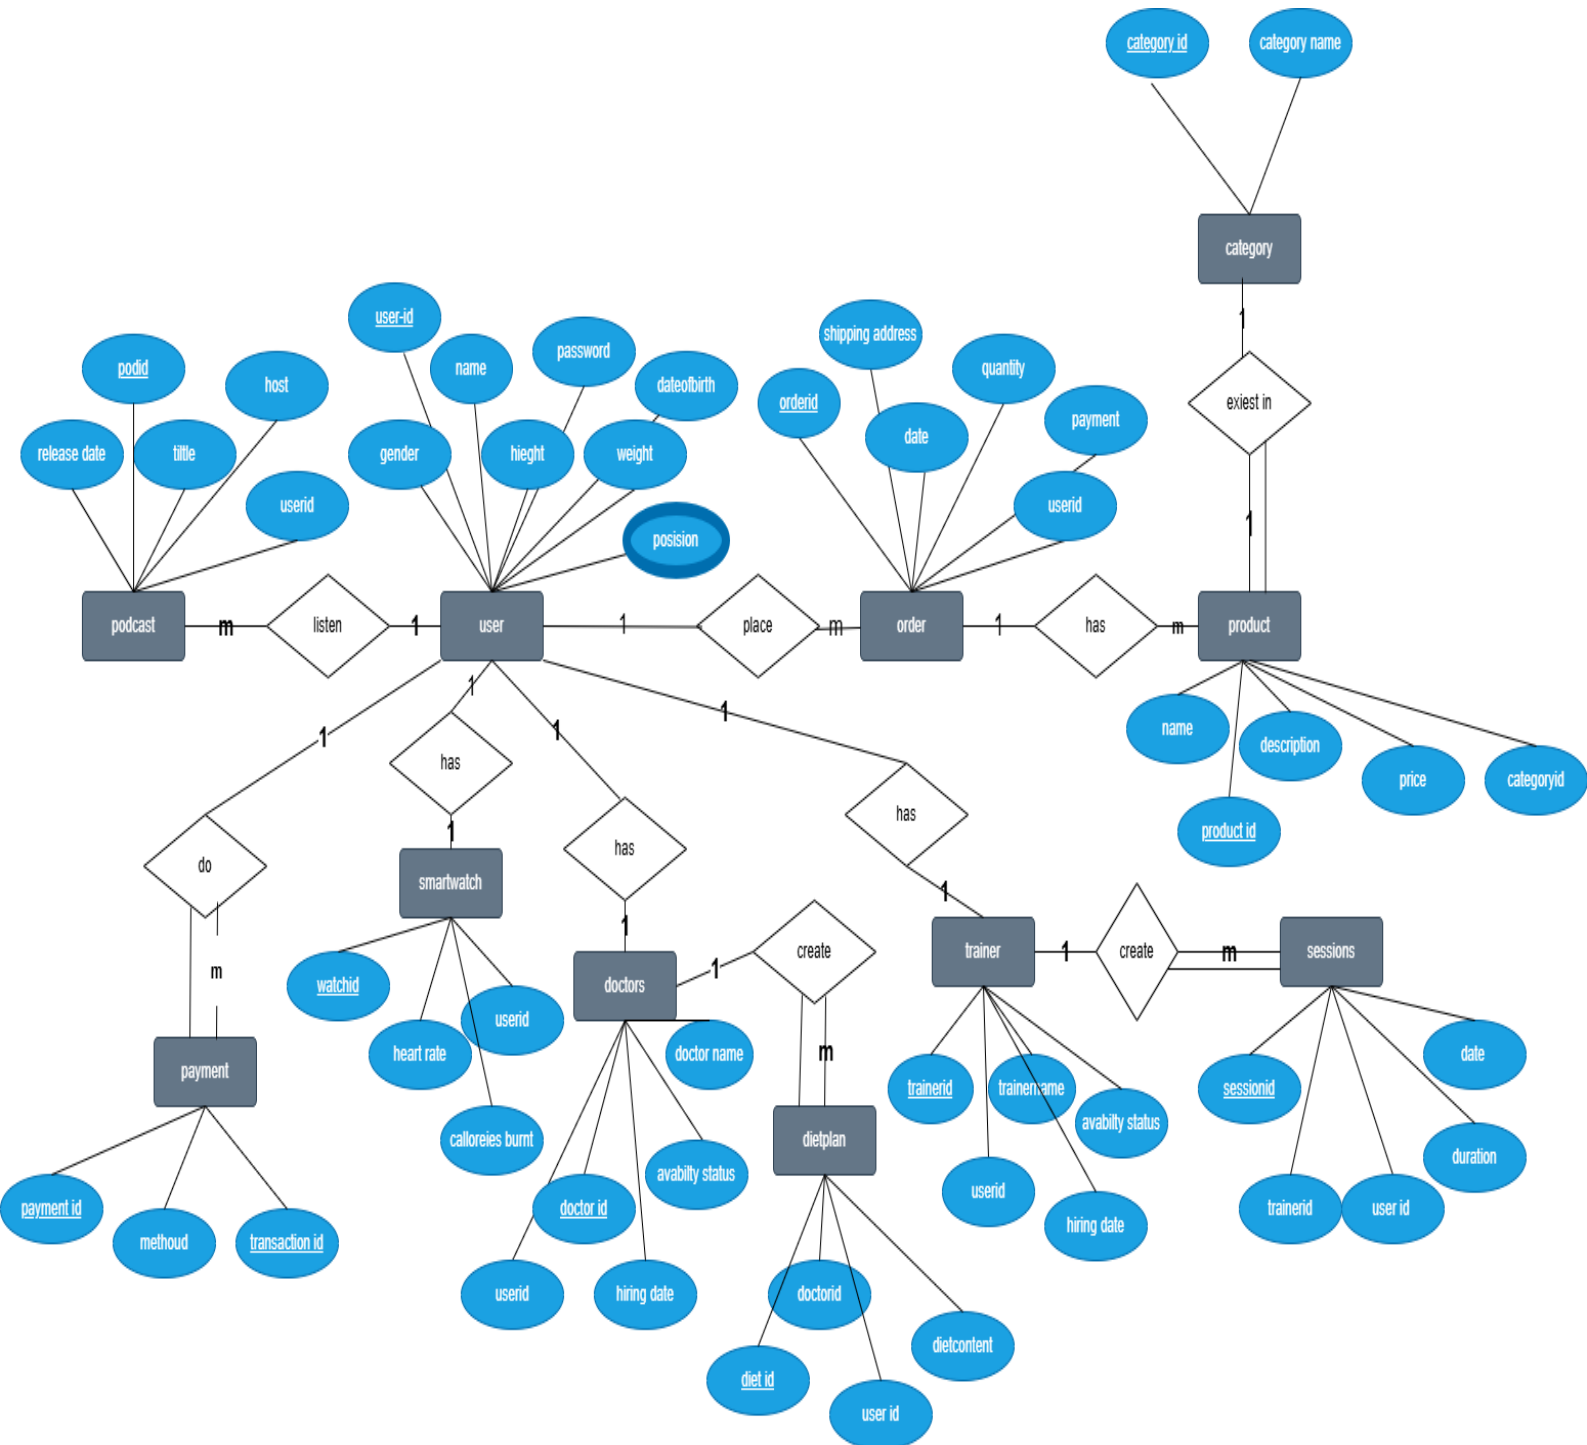 category id
category name
category
1
exiest in
1
user-id
shipping address
password
podid
name
quantity
host
dateofbirth
orderid
payment
date
release date
tiltle
gender
hieght
weight
userid
userid
posision
podcast
m
listen
1
user
1
place
m
order
1
has
m
product
1
1
1
1
name
description
price
categoryid
product id
has
do
has
has
1
smartwatch
1
1
m
watchid
userid
heart rate
calloreies burnt
doctors
1
create
m
doctor name
trainer
1
create
m
sessions
payment
payment id
methoud
transaction id
avabilty status
doctor id
userid
hiring date
dietplan
doctorid
dietcontent
diet id
user id
trainerid
trainername
avabilty status
userid
hiring date
date
sessionid
duration
trainerid
user id